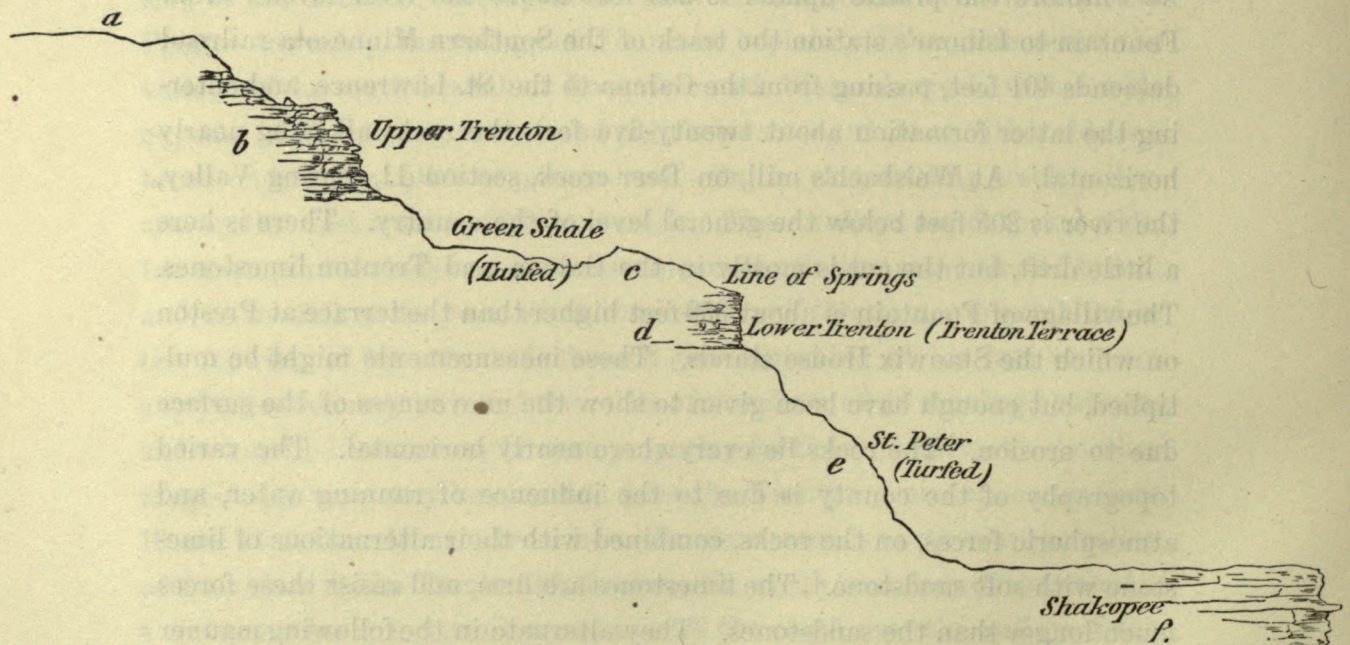 a
b
Upper Trenton
Green Shale
(Turfed)
c
Line of Springs
d
Lower Trenton (Trenton Terrace)
St. Peter
(Turfed)
e
Shakopee
f.